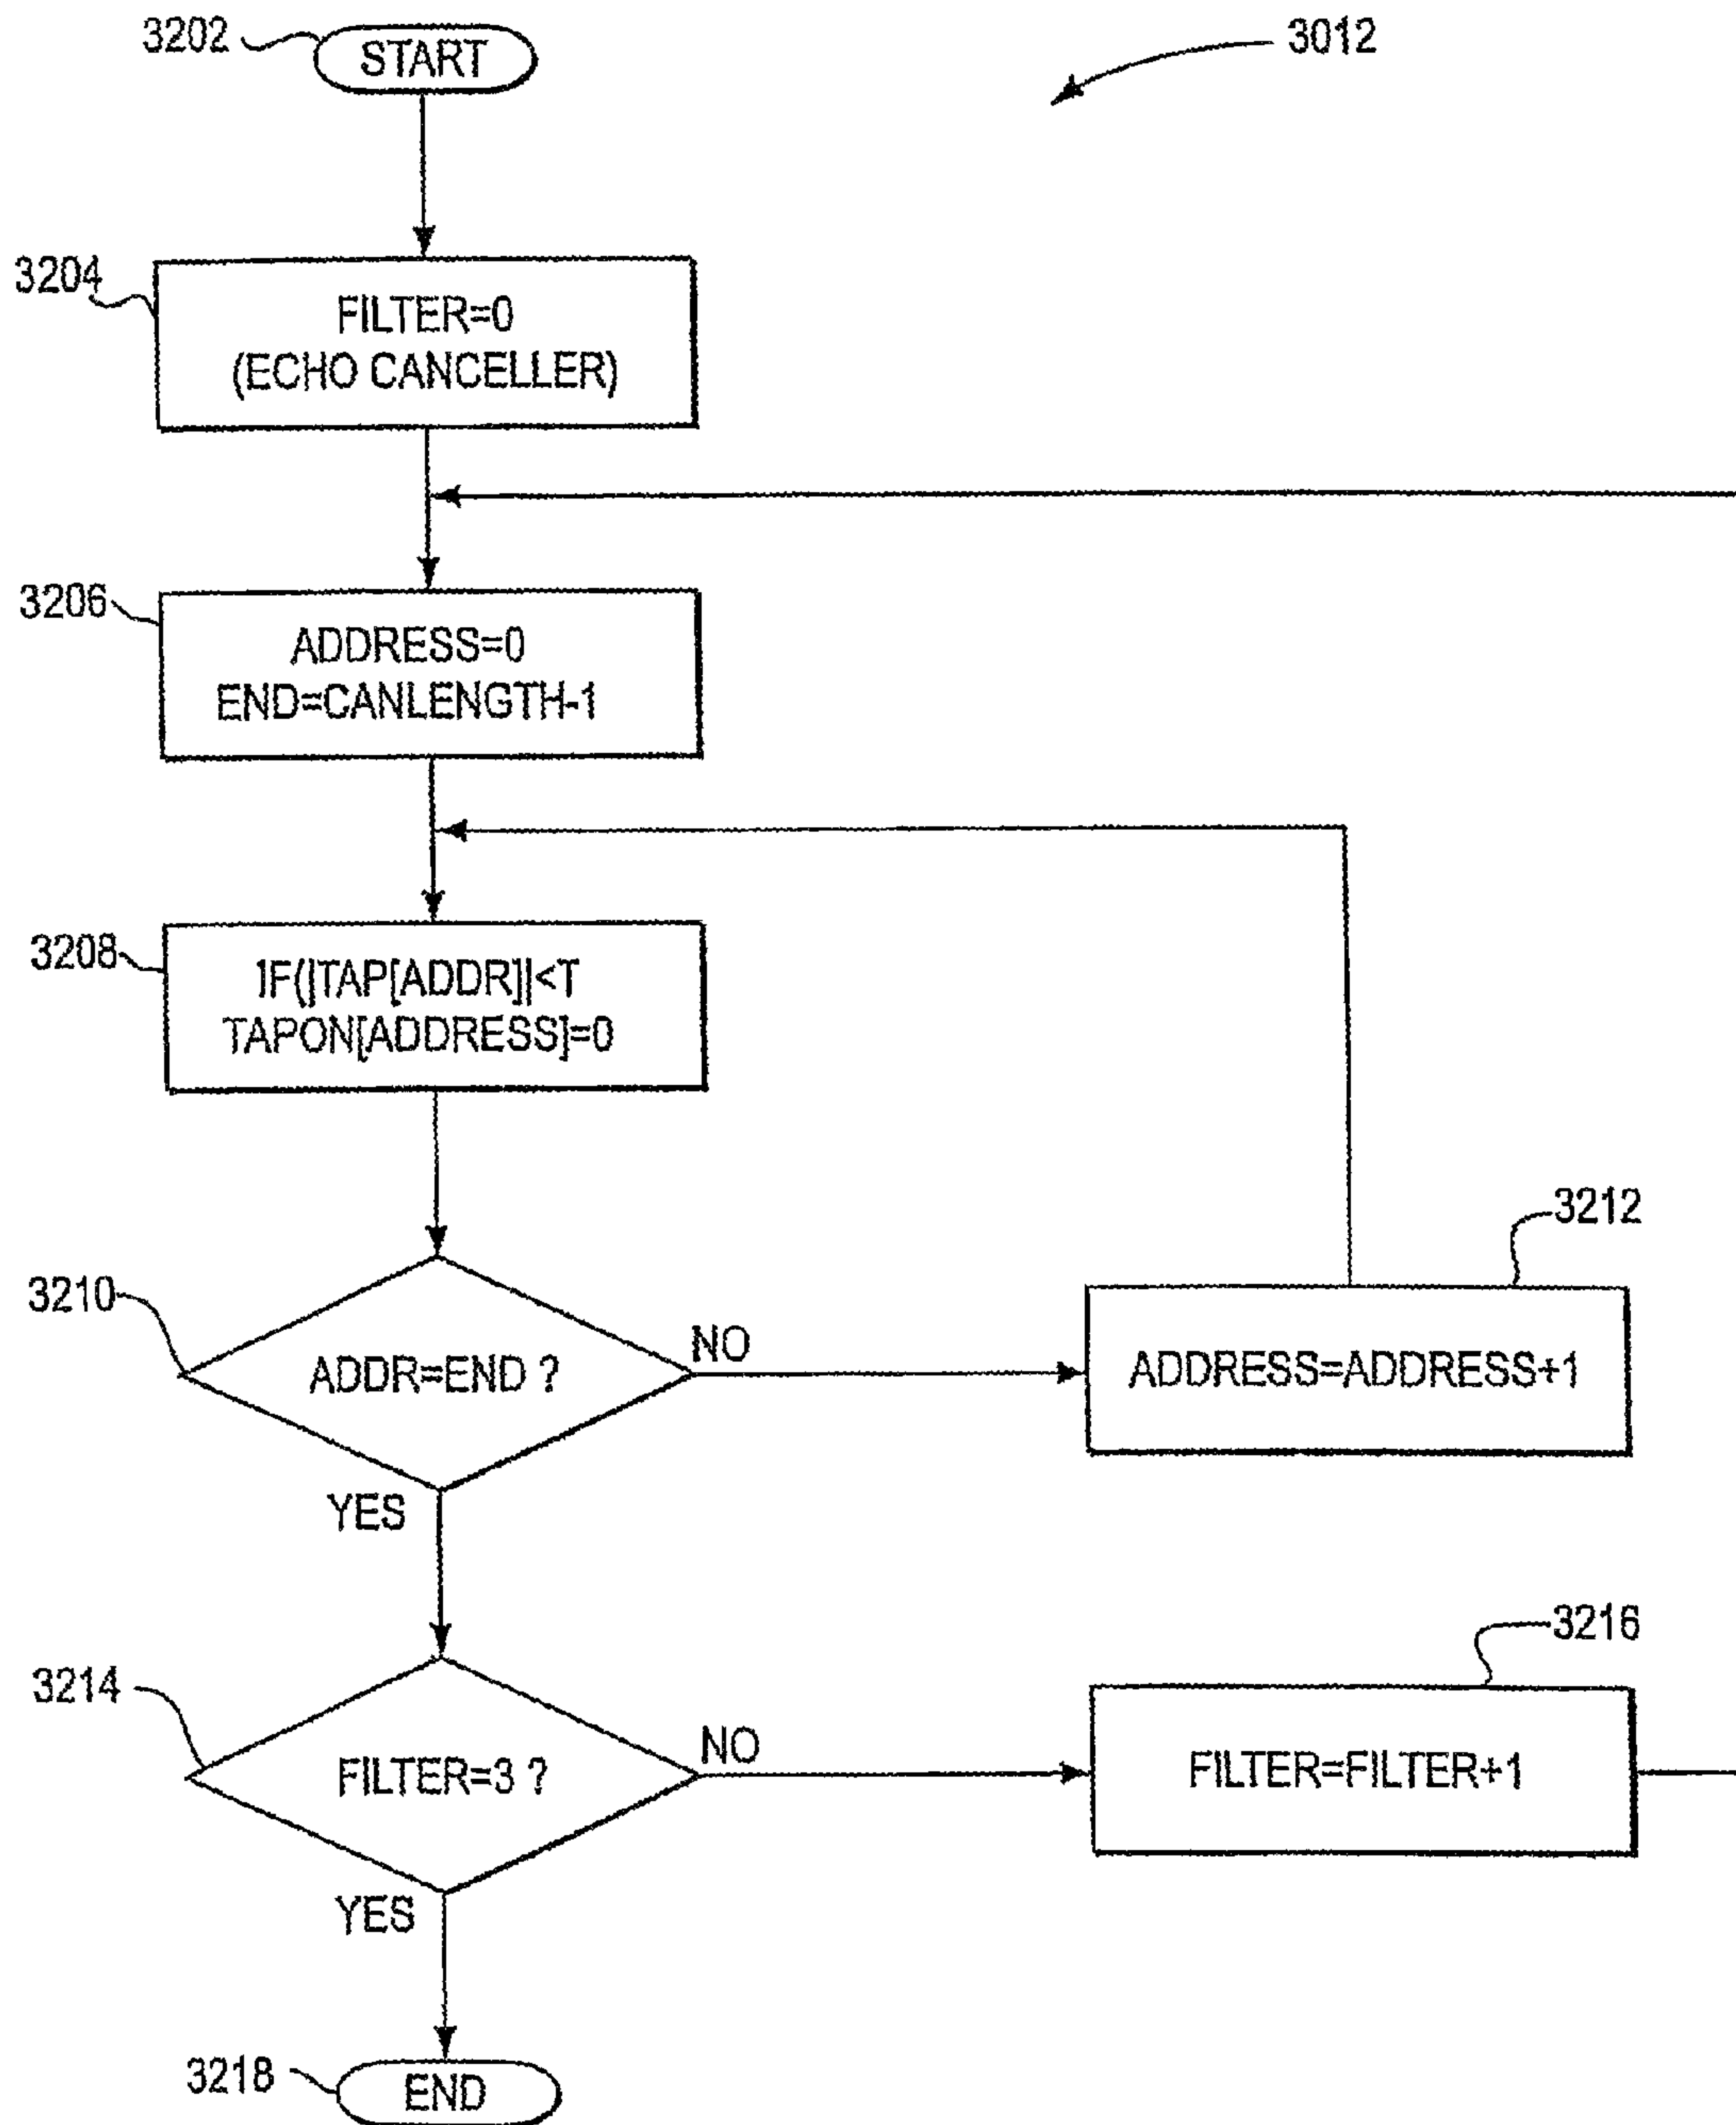 3202
START
3012
3204
FILTER=0
(ECHO CANCELLER)
3206
ADDRESS=0
END=CANLENGTH-1
3208
IF(|TAP[ADDR]|<T
TAPON[ADDRESS]=0
3212
3210
ADDR=END ?
NO
ADDRESS=ADDRESS+1
YES
3216
3214
FILTER=3 ?
NO
FILTER=FILTER+1
YES
3218
END